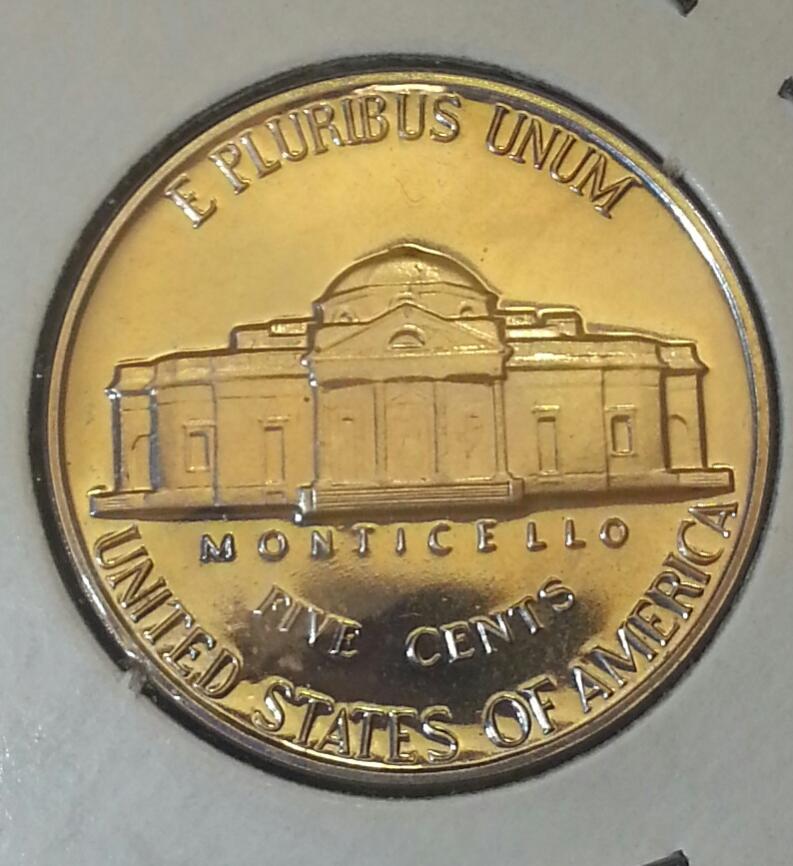 E PLURIBUS UNUM
MONTICELLO
FIVE CENTS
UNITED STATES OF AMERICA